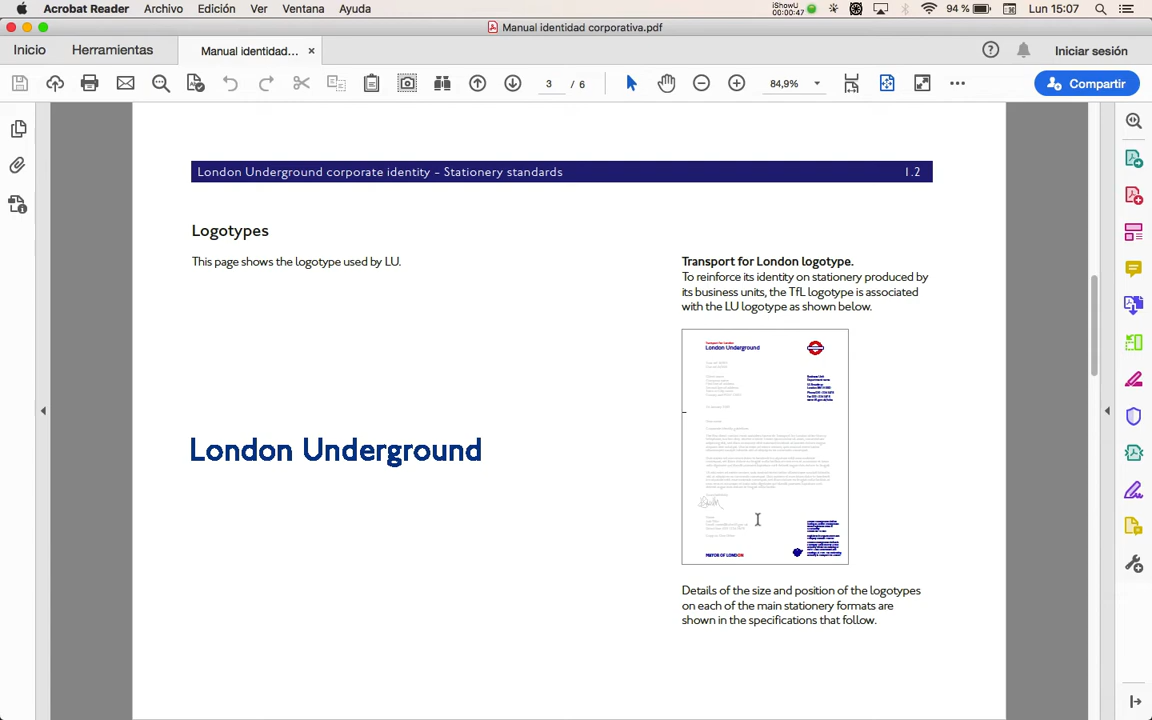 Acrobat Reader Archivo Edición Ver Ventana Ayuda iShowU 00:00:47 94 % Lun 15:07
Manual identidad corporativa.pdf
Inicio Herramientas Manual identidad... × Iniciar sesión
3 / 6 84,9% Compartir
London Underground corporate identity – Stationery standards 1.2
Logotypes
This page shows the logotype used by LU.
Transport for London logotype.
To reinforce its identity on stationery produced by
its business units, the TfL logotype is associated
with the LU logotype as shown below.
Transport for London
London Underground
London Underground
MAYOR OF LONDON
Details of the size and position of the logotypes
on each of the main stationery formats are
shown in the specifications that follow.